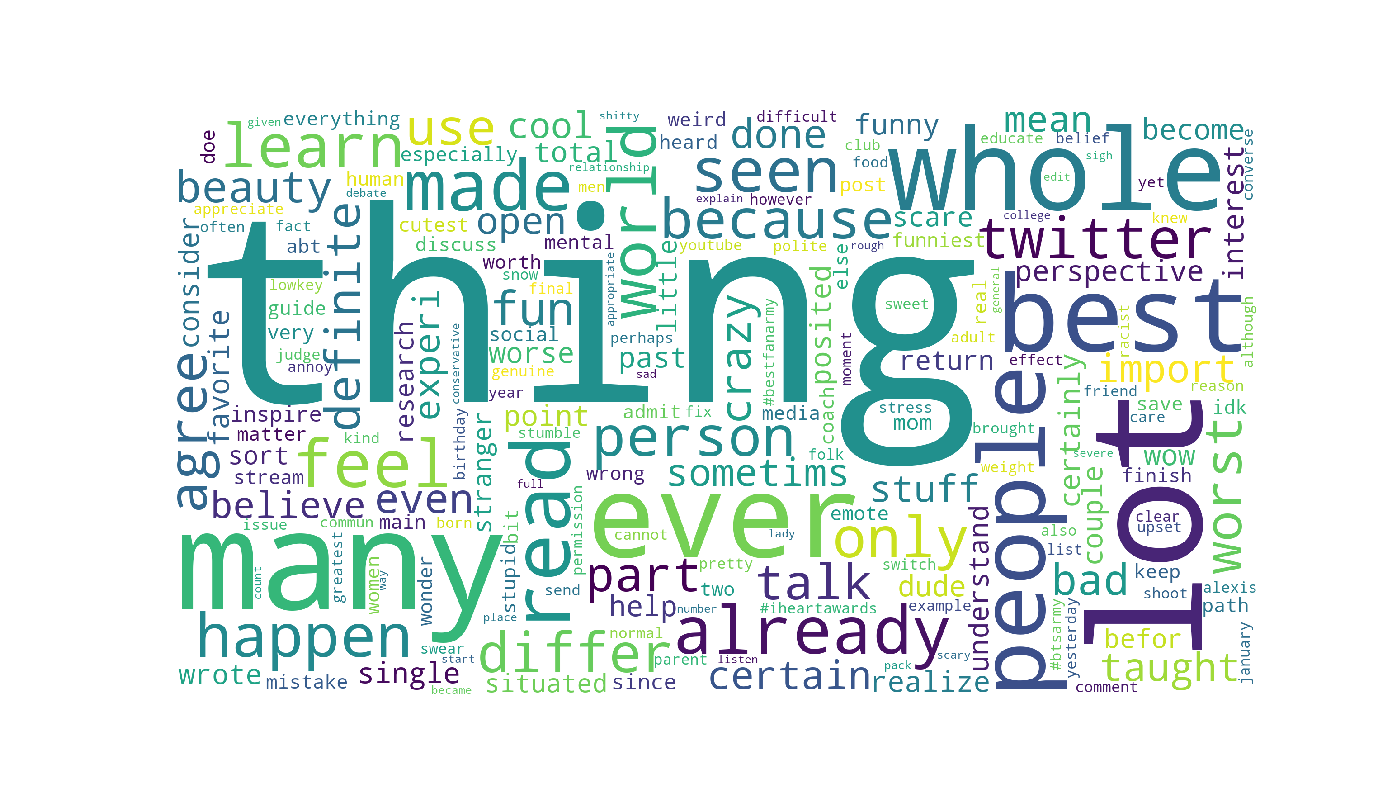 given
everything
shitty
weird
difficult
doe
learn
use
cool
heard
done
funny
mean
become
especially
total
club
educate
belief
converse
beauty
human
debate
made
relationship
men
world
seen
food
post
whole
sigh
edit
yet
interest
appreciate
often
fact
cutest
open
because
explain
however
scare
college
knew
consider
abt
discuss
mental
youtube
polite
rough
funniest
twitter
thing
definite
worth
snow
final
little
else
perspective
lowkey
guide
experi
fun
appropriate
crazy
#bestfanarmy
posited
sweet
real
general
best
racist
although
favorite
very
research
conservative
social
perhaps
worse
past
moment
adult
judge
annoy
genuine
sad
return
effect
import
agree
year
friend
reason
inspire
point
admit
fix
media
coach
stress
mom
people
care
save
idk
matter
kind
birthday
stranger
stumble
person
folk
brought
certainly
lot
wow
worst
sort
feel
read
wrong
sometims
weight
severe
finish
stream
full
permission
stuff
couple
believe
even
bit
ever
emote
understand
clear
upset
issue
commun
main
born
cannot
lady
only
also
many
count
greatest
women
way
wonder
stupid
part
pretty
talk
switch
dude
list
bad
keep
alexis
send
two
shoot
happen
place
help
number
#iheartawards
example
#btsarmy
yesterday
path
already
swear
start
differ
normal
befor
january
wrote
mistake
single
parent
listen
pack
scary
taught
became
situated
since
certain
realize
comment